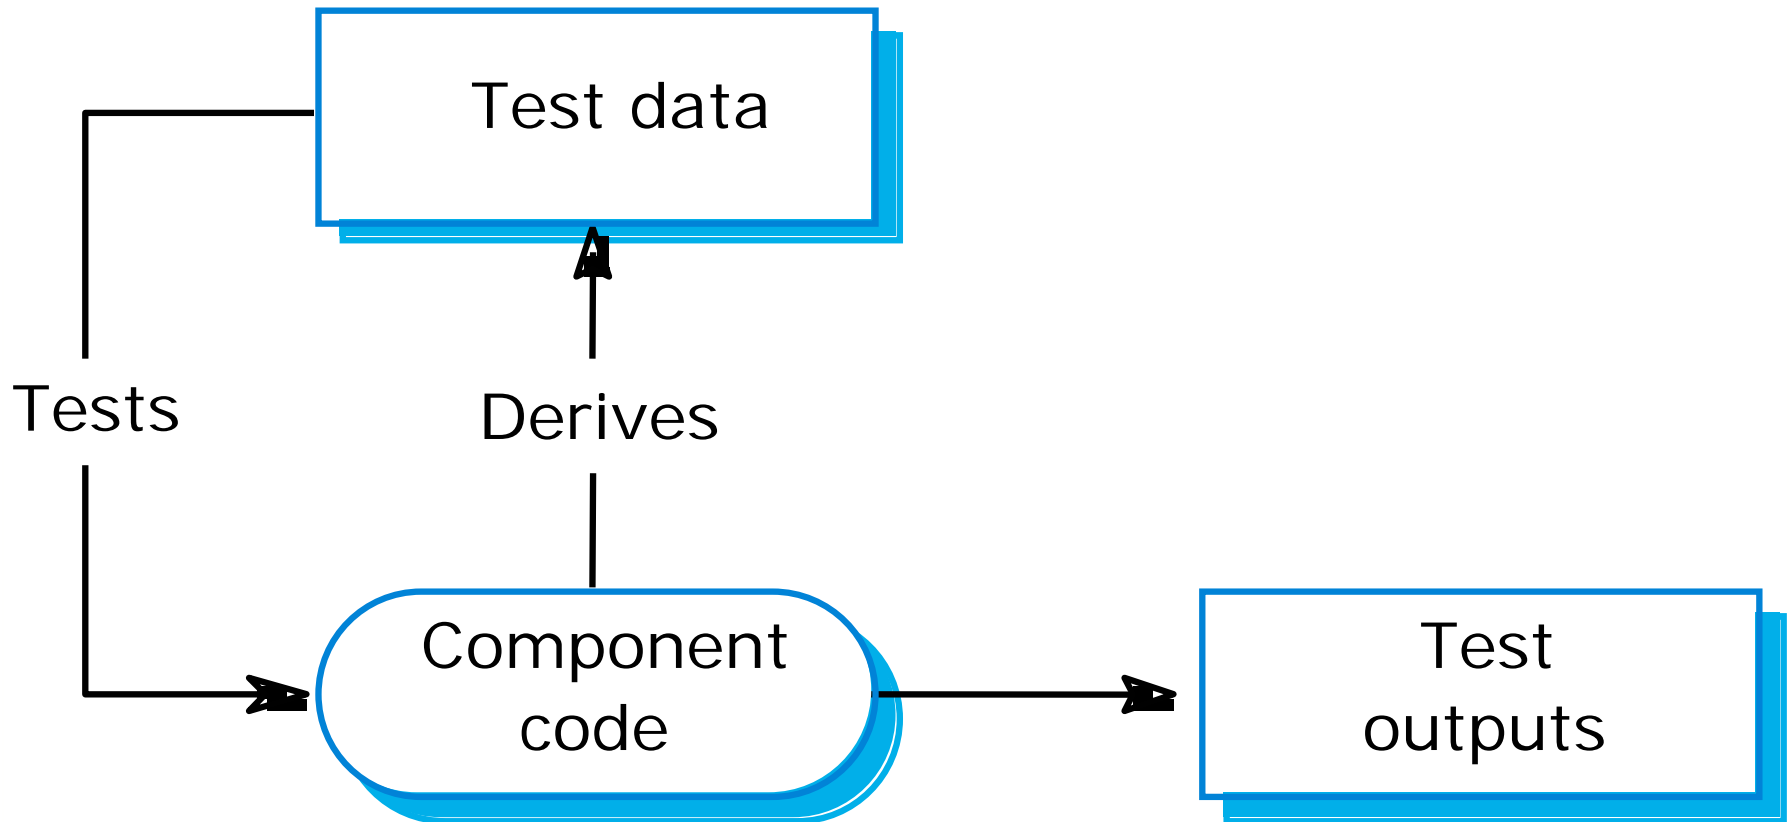 Test data
Tests
Derives
Component
code
Test
outputs